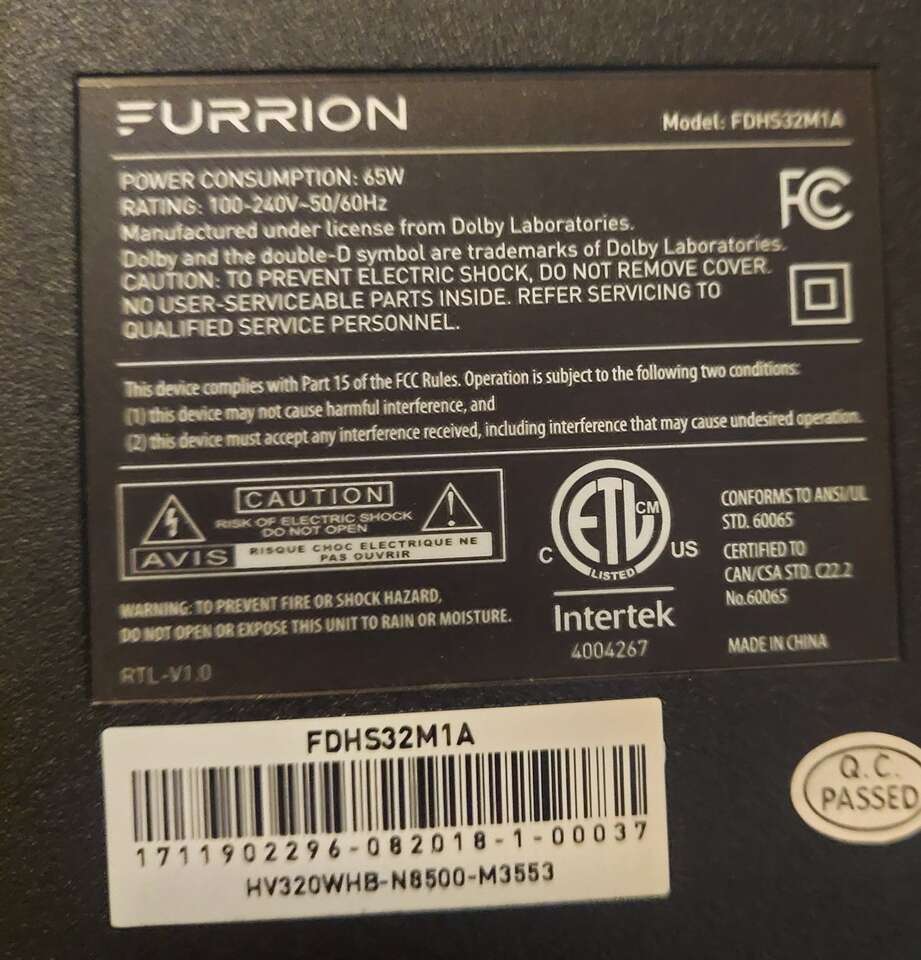 FURRION
Model: FDHS32M1A
POWER CONSUMPTION: 65W
RATING: 100-240V~50/60Hz
Manufactured under license from Dolby Laboratories.
Dolby and the double-D symbol are trademarks of Dolby Laboratories.
CAUTION: TO PREVENT ELECTRIC SHOCK, DO NOT REMOVE COVER.
NO USER-SERVICEABLE PARTS INSIDE. REFER SERVICING TO
QUALIFIED SERVICE PERSONNEL.
FC
This device complies with Part 15 of the FCC Rules. Operation is subject to the following two conditions:
(1) this device may not cause harmful interference, and
(2) this device must accept any interference received, including interference that may cause undesired operation.
CAUTION
RISK OF ELECTRIC SHOCK
DO NOT OPEN
AVIS
RISQUE CHOC ELECTRIQUE NE
PAS OUVRIR
WARNING: TO PREVENT FIRE OR SHOCK HAZARD,
DO NOT OPEN OR EXPOSE THIS UNIT TO RAIN OR MOISTURE.
RTL-V1.0
ETL CM
C LISTED US
Intertek
4004267
CONFORMS TO ANSI/UL
STD. 60065
CERTIFIED TO
CAN/CSA STD. C22.2
No.60065
MADE IN CHINA
FDHS32M1A
1711902296-082018-1-00037
HV320WHB-N8500-M3553
Q.C.
PASSED